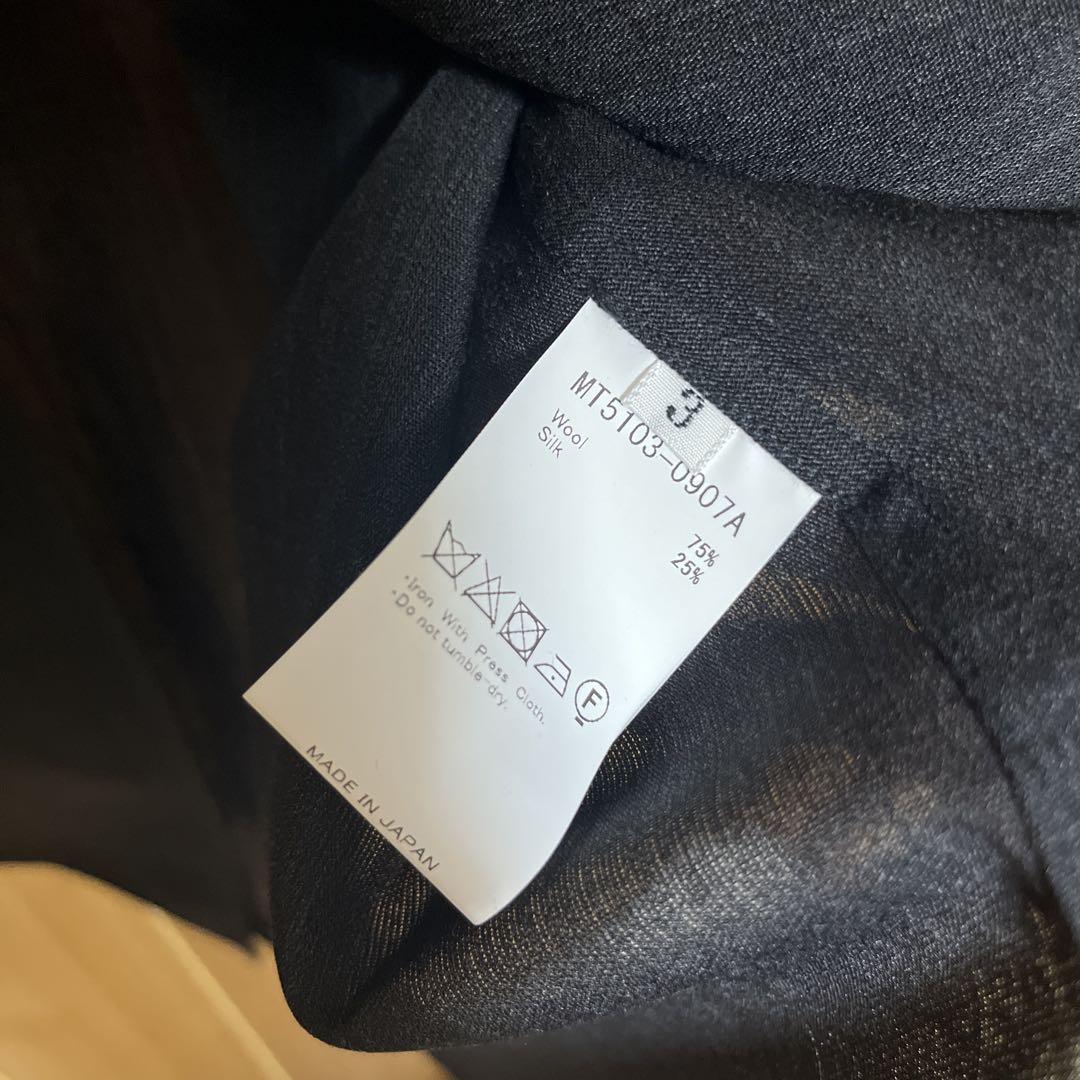 3
MT5103-0907A
Wool 75%
Silk 25%
F
・Iron With Press Cloth.
・Do not tumble-dry.
MADE IN JAPAN